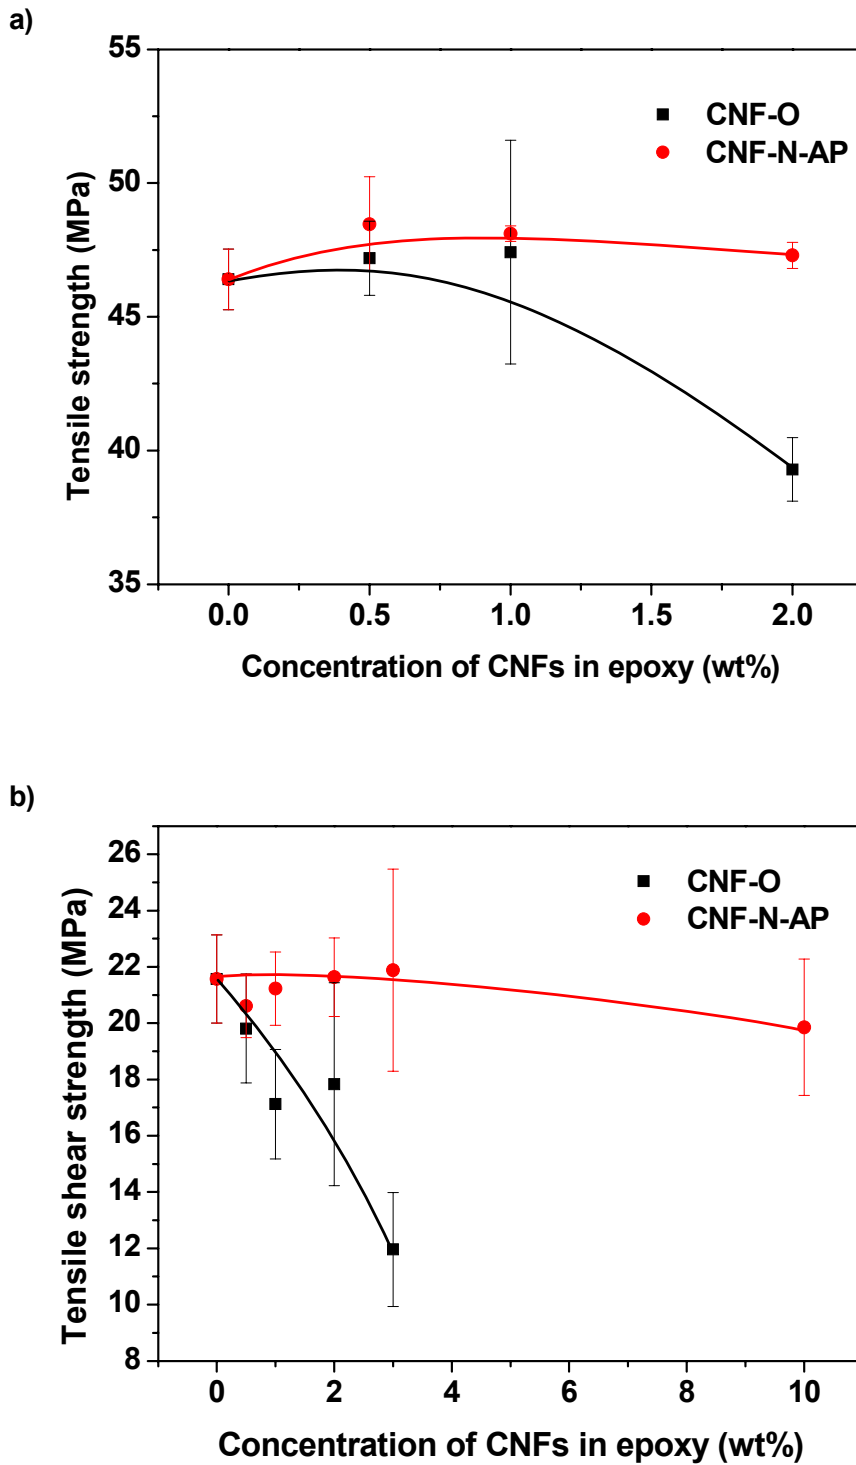 a)
55
50
45
40
35
Tensile strength (MPa)
CNF-O
CNF-N-AP
0.0 0.5 1.0 1.5 2.0
Concentration of CNFs in epoxy (wt%)
b)
26
24
22
20
18
16
14
12
10
8
Tensile shear strength (MPa)
CNF-O
CNF-N-AP
0 2 4 6 8 10
Concentration of CNFs in epoxy (wt%)